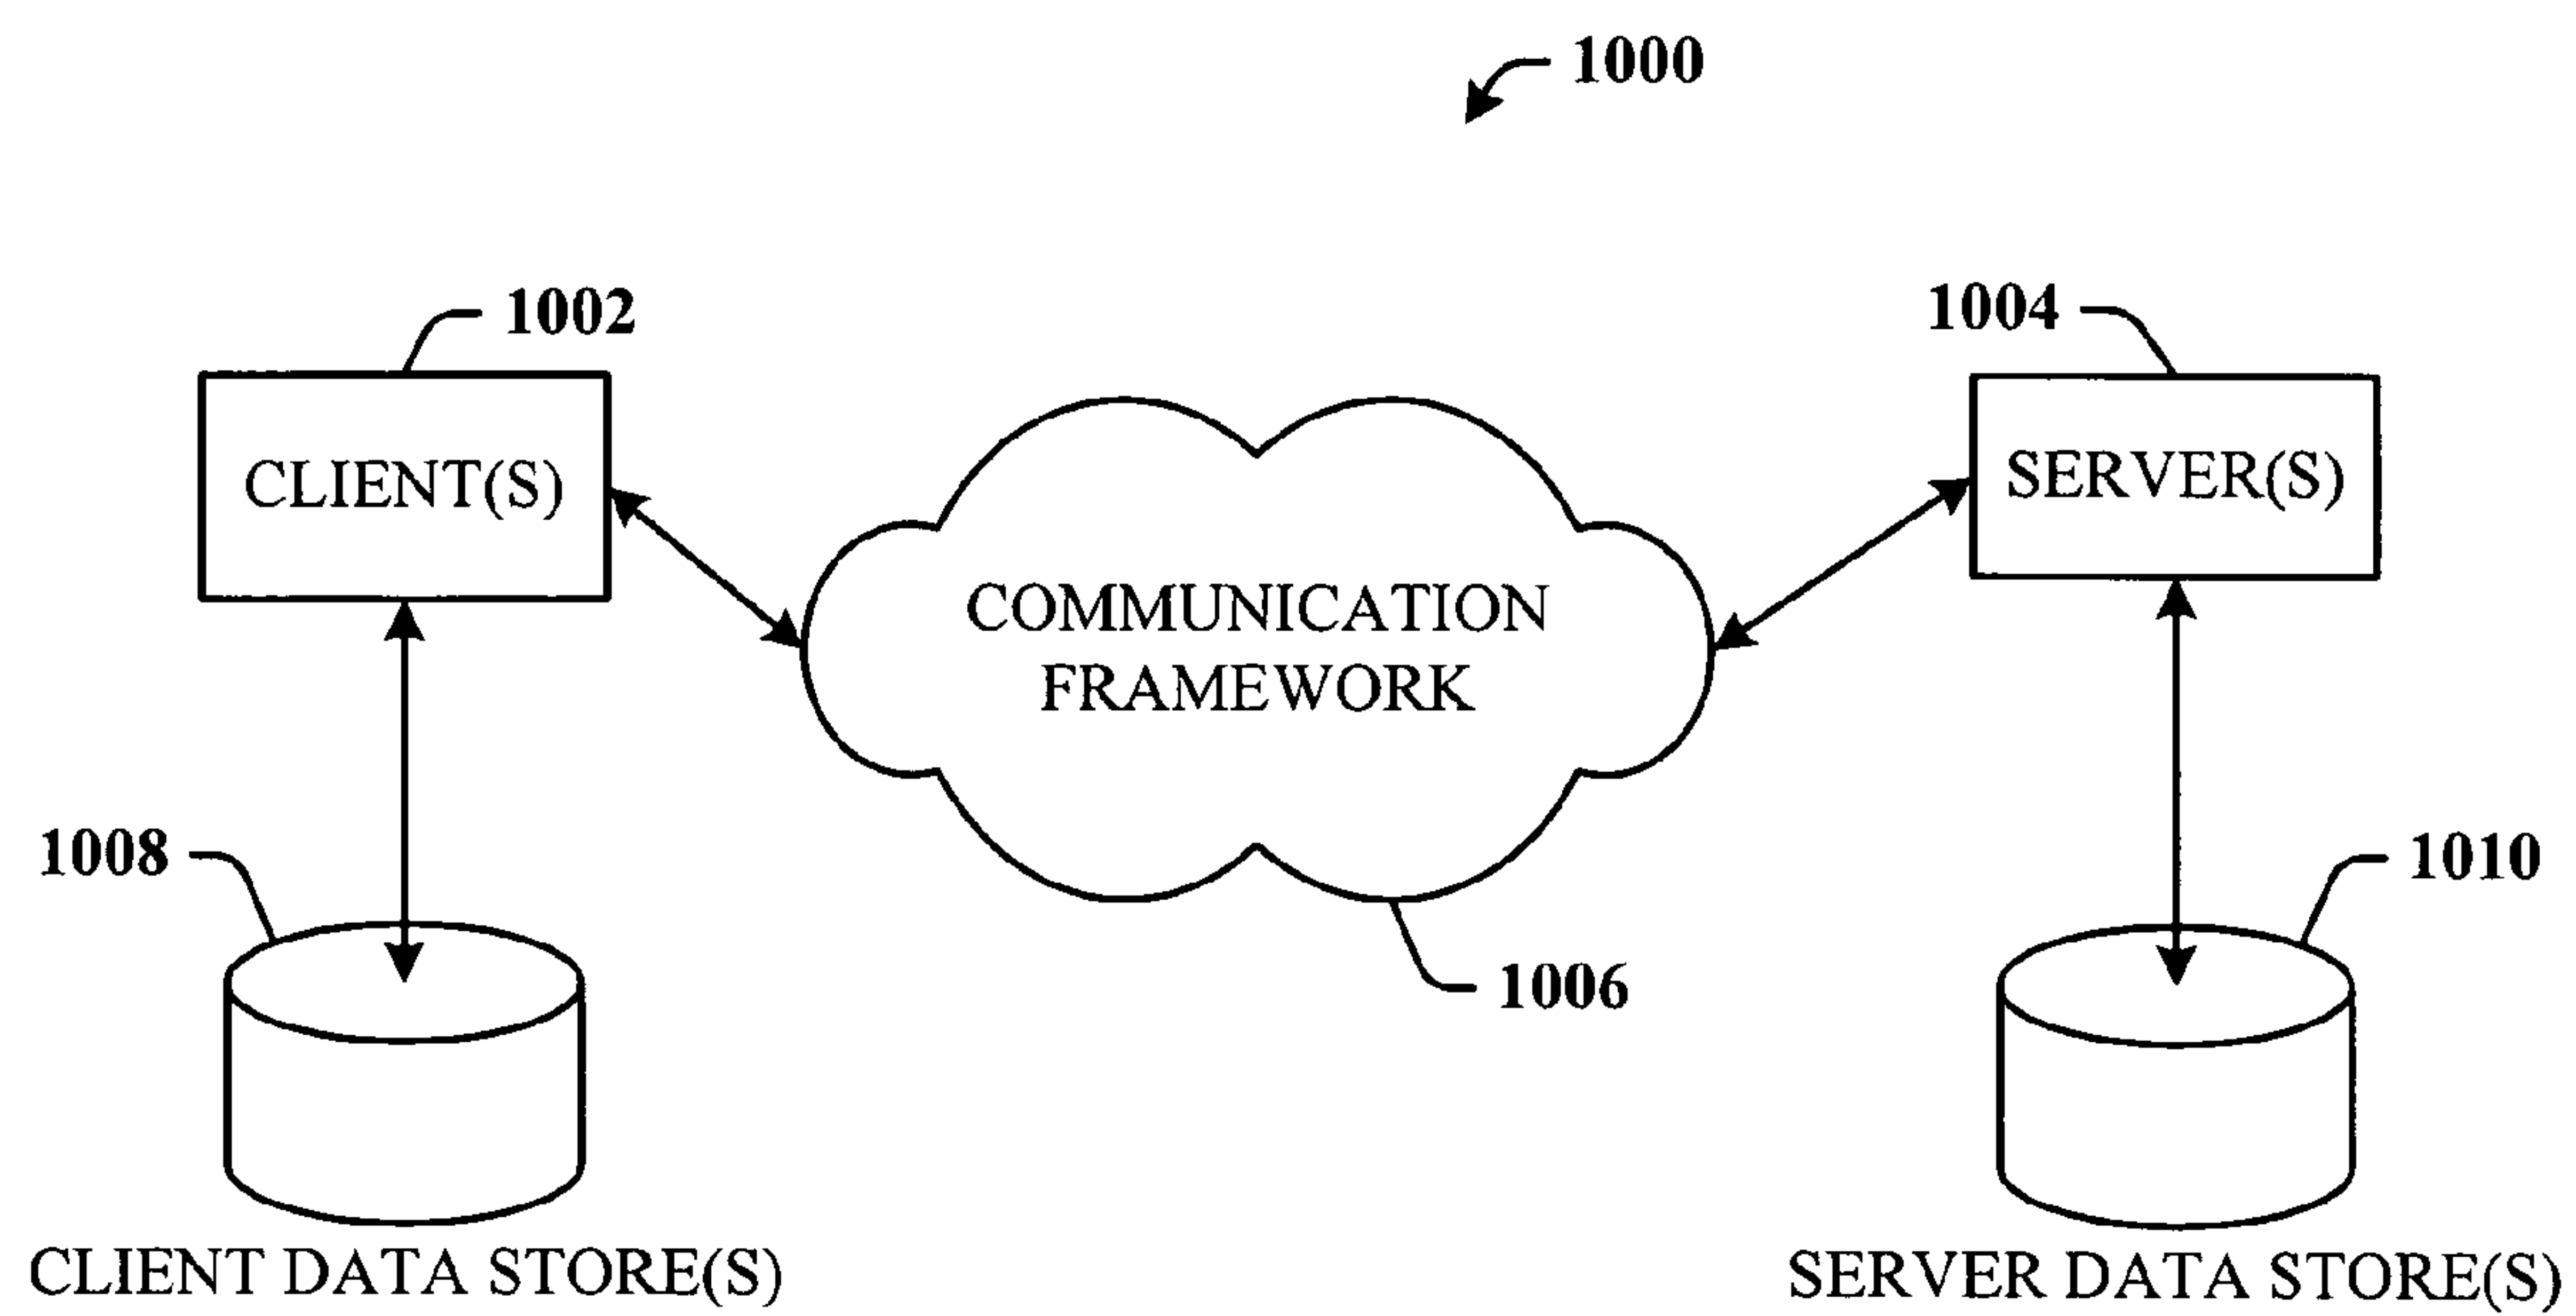 1000
1002
1004
CLIENT(S)
SERVER(S)
COMMUNICATION
FRAMEWORK
1008
1010
1006
CLIENT DATA STORE(S)
SERVER DATA STORE(S)